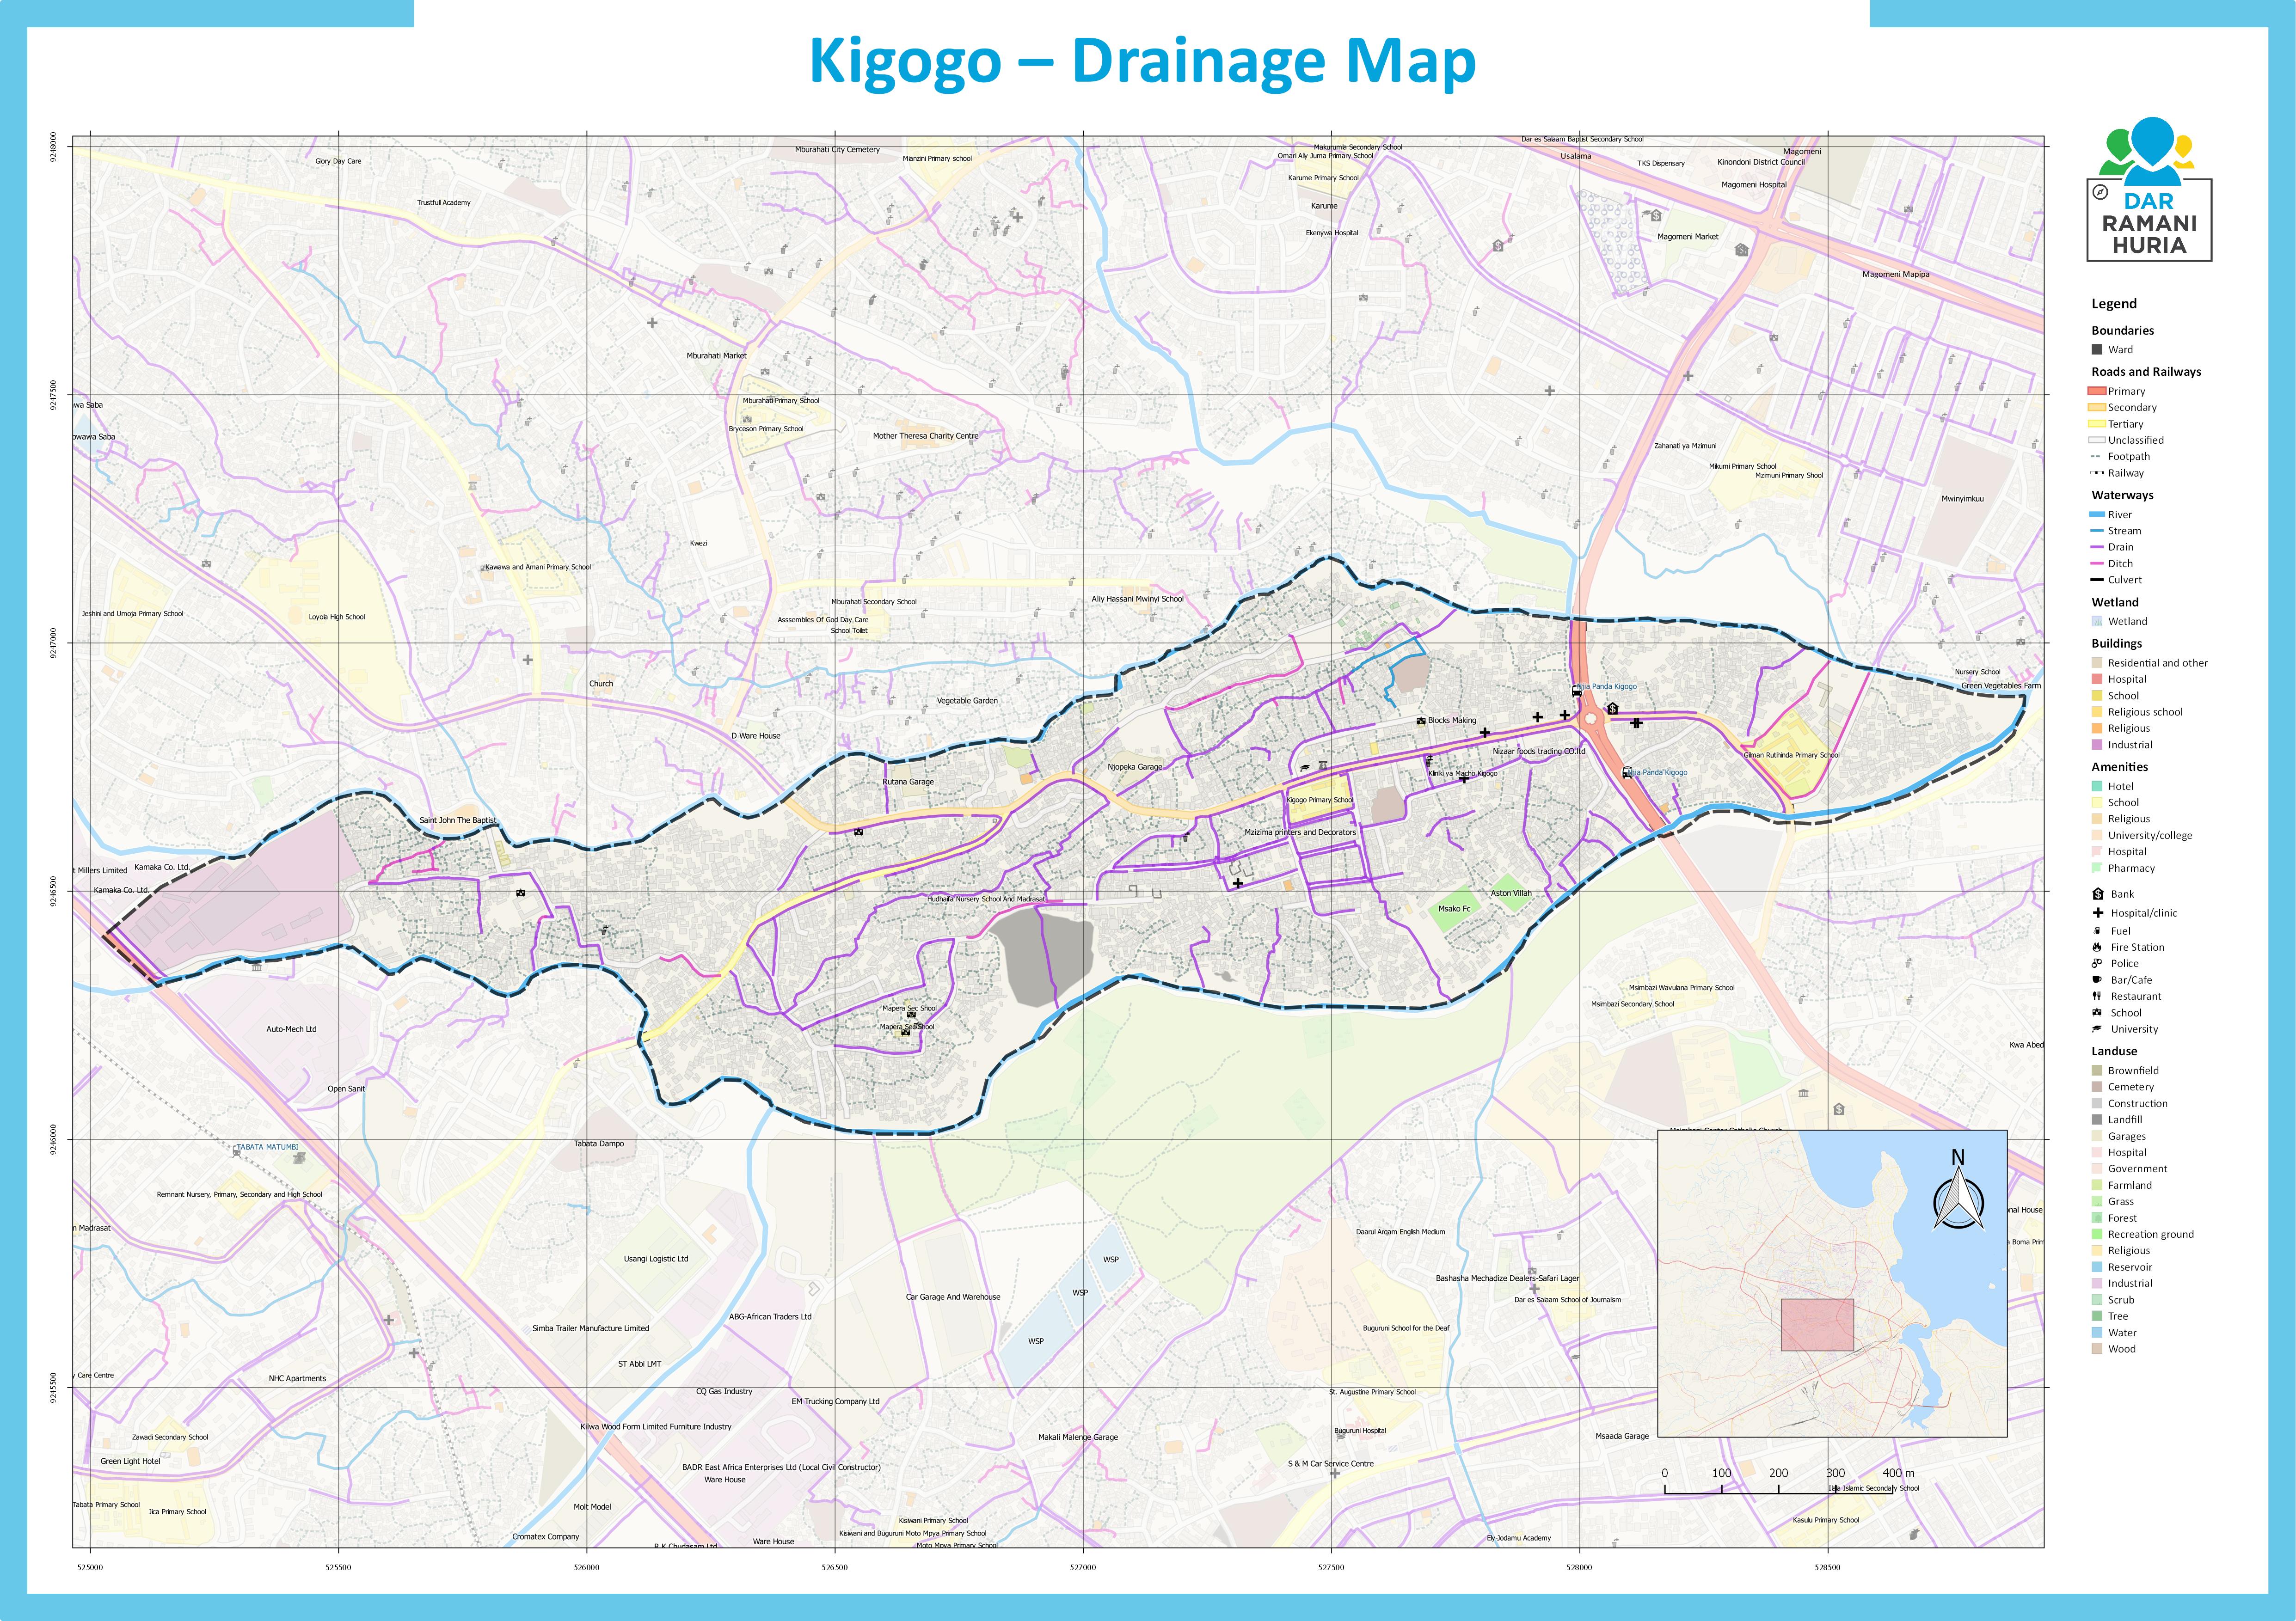 Kigogo – Drainage Map
DAR
RAMANI
HURIA
Legend
Boundaries
Ward
Roads and Railways
Primary
Secondary
Tertiary
Unclassified
Footpath
Railway
Waterways
River
Stream
Drain
Ditch
Culvert
Wetland
Wetland
Buildings
Residential and other
Hospital
School
Religious school
Religious
Industrial
Amenities
Hotel
School
Religious
University/college
Hospital
Pharmacy
Bank
Hospital/clinic
Fuel
Fire Station
Police
Bar/Cafe
Restaurant
School
University
Landuse
Brownfield
Cemetery
Construction
Landfill
Garages
Hospital
Government
Farmland
Grass
Forest
Recreation ground
Religious
Reservoir
Industrial
Scrub
Tree
Water
Wood
9248000
9247500
9247000
9246500
9246000
9245500
525000
525500
526000
526500
527000
527500
528000
528500
Glory Day Care
Mburahati City Cemetery
Mianzini Primary school
Makurumla Secondary School
Omari Ally Juma Primary School
Karume Primary School
Karume
Ekenywa Hospital
Dar es Salaam Baptist Secondary School
Usalama
TKS Dispensary
Magomeni
Kinondoni District Council
Magomeni Hospital
Magomeni Market
Magomeni Mapipa
Trustfull Academy
Mburahati Market
Mburahati Primary School
Bryceson Primary School
Mother Theresa Charity Centre
wa Saba
owawa Saba
Zahanati ya Mzimuni
Mikumi Primary School
Mzimuni Primary Shool
Mwinyimkuu
Kwezi
Kawawa and Amani Primary School
Jeshini and Umoja Primary School
Loyola High School
Mburahati Secondary School
Asssembles Of God Day Care
School Toilet
Aliy Hassani Mwinyi School
Church
Vegetable Garden
D Ware House
Nursery School
Green Vegetables Farm
Njia Panda Kigogo
Blocks Making
Nizaar foods trading CO.ltd
Gilman Rutihinda Primary School
Njopeka Garage
Rutana Garage
Kliniki ya Macho Kigogo
Njia Panda Kigogo
Kigogo Primary School
Saint John The Baptist
Mzizima printers and Decorators
t Millers Limited
Kamaka Co. Ltd.
Kamaka Co. Ltd.
Hudhaifa Nursery School And Madrasat
Aston Villah
Msako Fc
Mapera Sec Shool
Mapera Sec Shool
Msimbazi Wavulana Primary School
Msimbazi Secondary School
Auto-Mech Ltd
Kwa Abed
Open Sanit
Tabata Dampo
TABATA MATUMBI
Msimbazi Center Catholic Church
Remnant Nursery, Primary, Secondary and High School
n Madrasat
Usangi Logistic Ltd
WSP
WSP
WSP
Daarul Arqam English Medium
onal House
a Boma Prim
N
Bashasha Mechadize Dealers-Safari Lager
Dar es Salaam School of Journalism
Car Garage And Warehouse
ABG-African Traders Ltd
Simba Trailer Manufacture Limited
Buguruni School for the Deaf
ST Abbi LMT
y Care Centre
NHC Apartments
CQ Gas Industry
EM Trucking Company Ltd
St. Augustine Primary School
Kilwa Wood Form Limited Furniture Industry
Makali Malenge Garage
Buguruni Hospital
Msaada Garage
Zawadi Secondary School
Green Light Hotel
BADR East Africa Enterprises Ltd (Local Civil Constructor)
Ware House
S & M Car Service Centre
0 100 200 300 400 m
Ilala Islamic Secondary School
Tabata Primary School
Jica Primary School
Molt Model
Kisiwani Primary School
Kasulu Primary School
Cromatex Company
Kisiwani and Buguruni Moto Mpya Primary School
Ely-Jodamu Academy
R K Chudasam Ltd
Ware House
Moto Mpya Primary School